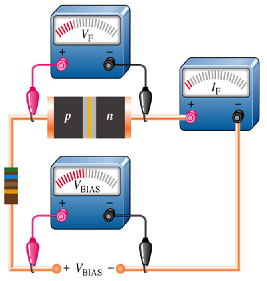 V_F
+ −
I_F
+ −
p n
V_BIAS
+ −
+ V_BIAS −